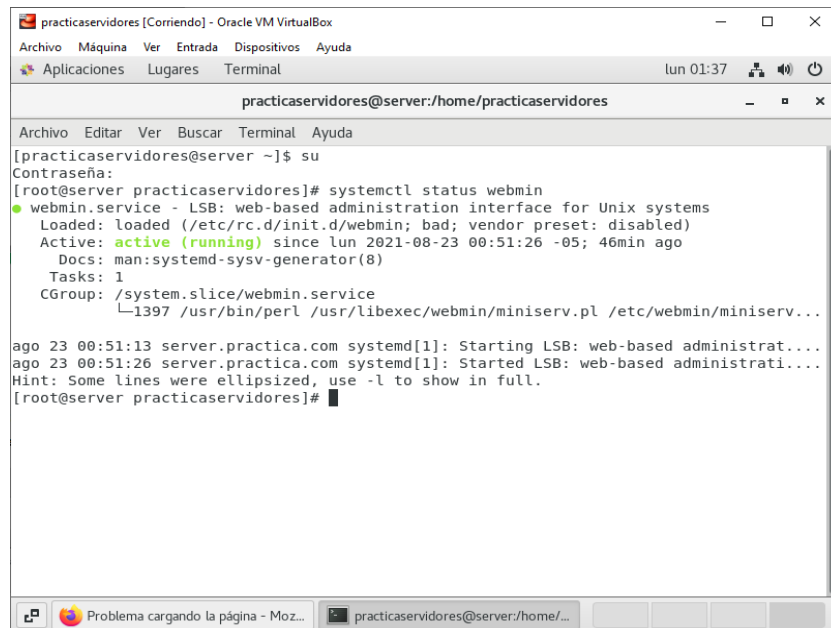 practicaservidores [Corriendo] - Oracle VM VirtualBox
Archivo Máquina Ver Entrada Dispositivos Ayuda
Aplicaciones Lugares Terminal lun 01:37
practicaservidores@server:/home/practicaservidores
Archivo Editar Ver Buscar Terminal Ayuda
[practicaservidores@server ~]$ su
Contraseña:
[root@server practicaservidores]# systemctl status webmin
● webmin.service - LSB: web-based administration interface for Unix systems
Loaded: loaded (/etc/rc.d/init.d/webmin; bad; vendor preset: disabled)
Active: active (running) since lun 2021-08-23 00:51:26 -05; 46min ago
Docs: man:systemd-sysv-generator(8)
Tasks: 1
CGroup: /system.slice/webmin.service
└─1397 /usr/bin/perl /usr/libexec/webmin/miniserv.pl /etc/webmin/miniserv...
ago 23 00:51:13 server.practica.com systemd[1]: Starting LSB: web-based administrat....
ago 23 00:51:26 server.practica.com systemd[1]: Started LSB: web-based administrati....
Hint: Some lines were ellipsized, use -l to show in full.
[root@server practicaservidores]#
Problema cargando la página - Moz... practicaservidores@server:/home/...